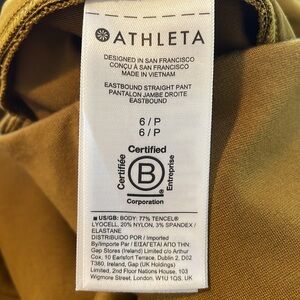 ATHLETA
DESIGNED IN SAN FRANCISCO
CONÇU À SAN FRANCISCO
MADE IN VIETNAM
EASTBOUND STRAIGHT PANT
PANTALON JAMBE DROITE
EASTBOUND
6 / P
6 / P
Certified
Certifiée
B
Entreprise
Corporation
US/GB: BODY: 77% TENCEL®
LYOCELL, 20% NYLON, 3% SPANDEX /
ELASTANE
DISTRIBUIDO POR / Imported
By/Importe Par / ΕΙΣΑΓΕΤΑΙ ΑΠΟ ΤΗΝ
Gap Stores (Ireland) Limited c/o Arthur
Cox, 10 Earlsfort Terrace, Dublin 2, D02
T380, Ireland, Gap (UK Holdings)
Limited, 2nd Floor Nations House, 103
Wigmore Street, London, W1U 1QS, UK